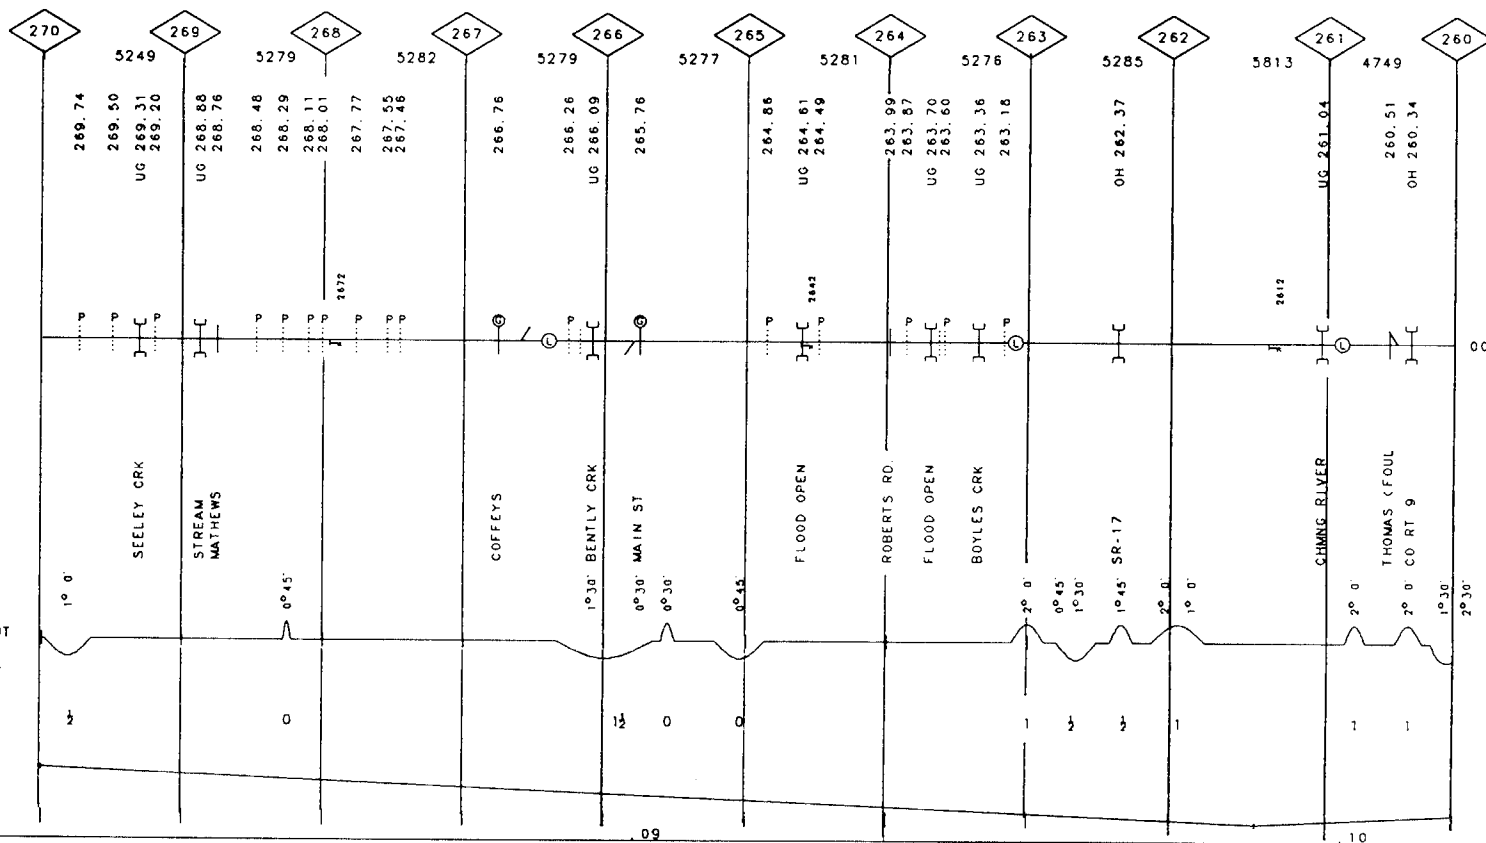 270
269
268
267
266
265
264
263
262
261
260
5249
5279
5282
5279
5277
5281
5276
5285
5813
4749
269.74
269.50
UG 269.31
269.20
UG 268.88
268.76
268.48
268.29
268.11
268.01
267.77
267.55
267.46
266.76
266.26
UG 266.09
265.76
264.86
UG 264.61
264.49
263.99
263.87
UG 263.70
263.60
UG 263.36
263.18
OH 262.37
UG 261.04
260.51
OH 260.34
2672
2642
2612
P
P
P
P
P
P
P
P
P
P
G
L
P
G
P
P
P
P
P
L
L
SEELEY CRK
STREAM
MATHEWS
COFFEYS
BENTLY CRK
MAIN ST
FLOOD OPEN
ROBERTS RD.
FLOOD OPEN
BOYLES CRK
SR-17
CHMNG RIVER
THOMAS (FOUL
CO RT 9
1° 0'
0° 45'
1° 30'
0° 30'
0° 30'
0° 45'
2° 0'
0° 45'
1° 30'
1° 45'
2° 0'
1° 0'
2° 0'
2° 0'
1° 30'
2° 30'
½
0
1½
0
0
1
½
½
1
1
1
09
10